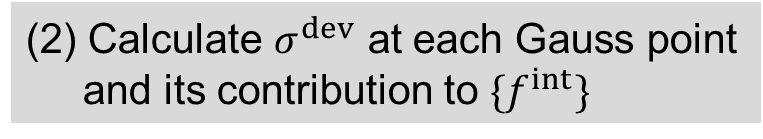 (2) Calculate σ^dev at each Gauss point
and its contribution to {f^int}